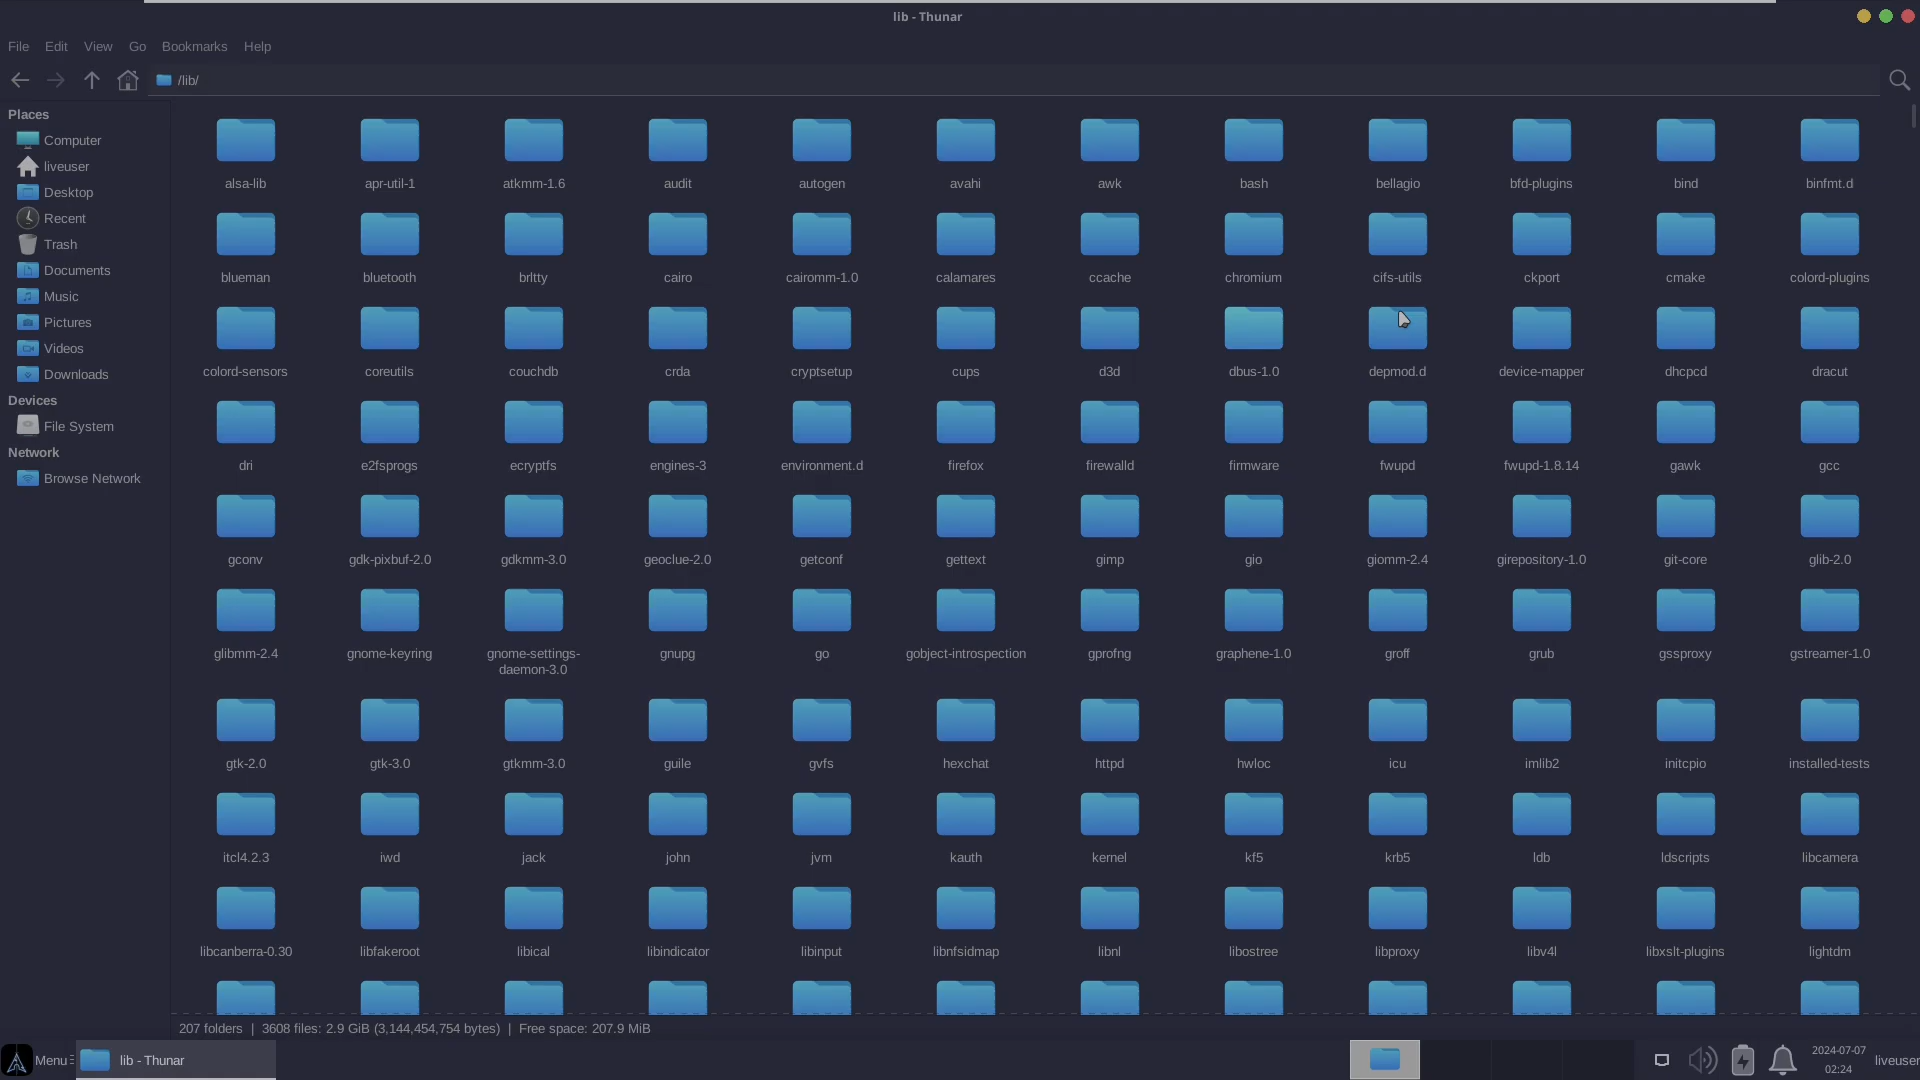 lib - Thunar
File Edit View Go Bookmarks Help
/lib/
Places
Computer
liveuser
Desktop
Recent
Trash
Documents
Music
Pictures
Videos
Downloads
Devices
File System
Network
Browse Network
alsa-lib apr-util-1 atkmm-1.6 audit autogen avahi awk bash bellagio bfd-plugins bind binfmt.d
blueman bluetooth brltty cairo cairomm-1.0 calamares ccache chromium cifs-utils ckport cmake colord-plugins
colord-sensors coreutils couchdb crda cryptsetup cups d3d dbus-1.0 depmod.d device-mapper dhcpcd dracut
dri e2fsprogs ecryptfs engines-3 environment.d firefox firewalld firmware fwupd fwupd-1.8.14 gawk gcc
gconv gdk-pixbuf-2.0 gdkmm-3.0 geoclue-2.0 getconf gettext gimp gio giomm-2.4 girepository-1.0 git-core glib-2.0
glibmm-2.4 gnome-keyring gnome-settings-
daemon-3.0 gnupg go gobject-introspection gprofng graphene-1.0 groff grub gssproxy gstreamer-1.0
gtk-2.0 gtk-3.0 gtkmm-3.0 guile gvfs hexchat httpd hwloc icu imlib2 initcpio installed-tests
itcl4.2.3 iwd jack john jvm kauth kernel kf5 krb5 ldb ldscripts libcamera
libcanberra-0.30 libfakeroot libical libindicator libinput libnfsidmap libnl libostree libproxy libv4l libxslt-plugins lightdm
207 folders | 3608 files: 2.9 GiB (3,144,454,754 bytes) | Free space: 207.9 MiB
Menu lib - Thunar 2024-07-07
02:24 liveuser